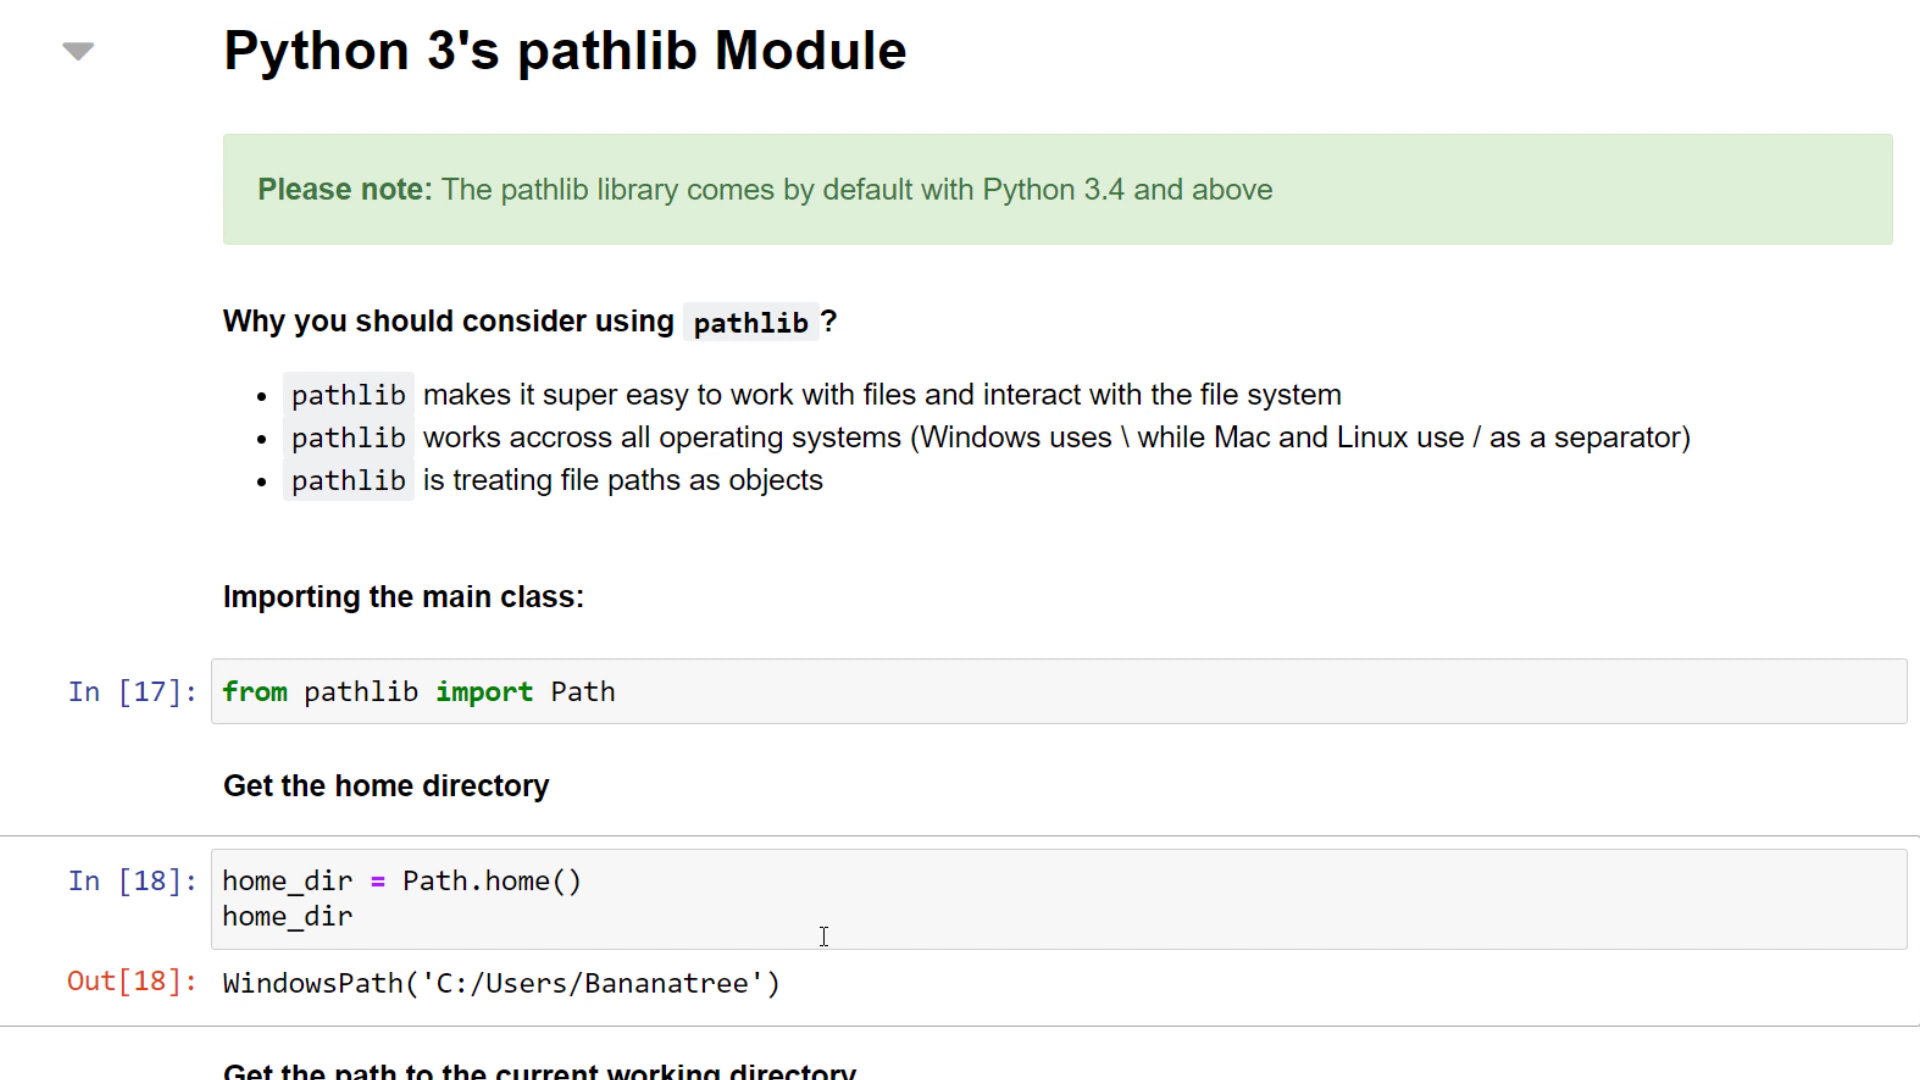 Python 3's pathlib Module
Please note: The pathlib library comes by default with Python 3.4 and above
Why you should consider using pathlib ?
• pathlib makes it super easy to work with files and interact with the file system
• pathlib works accross all operating systems (Windows uses \ while Mac and Linux use / as a separator)
• pathlib is treating file paths as objects
Importing the main class:
In [17]: from pathlib import Path
Get the home directory
In [18]: home_dir = Path.home()
home_dir
Out[18]: WindowsPath('C:/Users/Bananatree')
Get the path to the current working directory